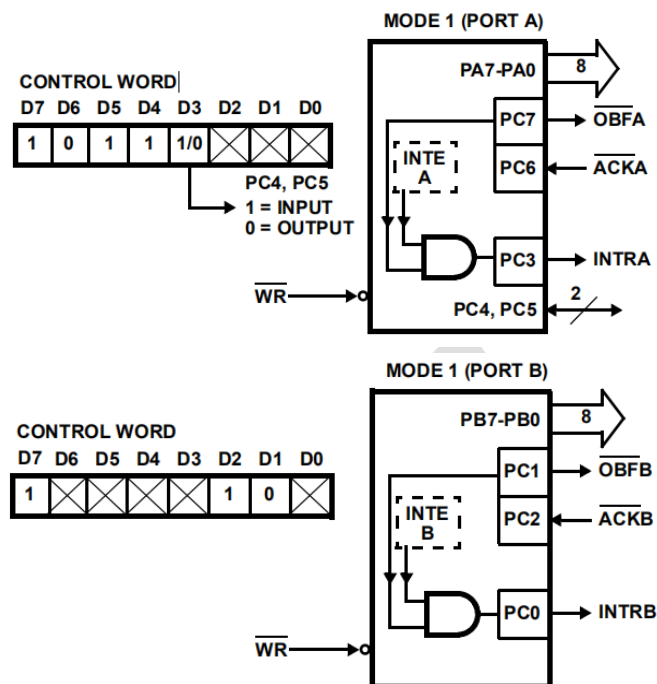 MODE 1 (PORT A)
CONTROL WORD
D7 D6 D5 D4 D3 D2 D1 D0
1 0 1 1 1/0
PC4, PC5
1 = INPUT
0 = OUTPUT
PA7-PA0 8
PC7 OBFA
INTE
A
PC6 ACKA
PC3 INTRA
WR
PC4, PC5 2
MODE 1 (PORT B)
CONTROL WORD
D7 D6 D5 D4 D3 D2 D1 D0
1 1 0
PB7-PB0 8
PC1 OBFB
INTE
B
PC2 ACKB
PC0 INTRB
WR